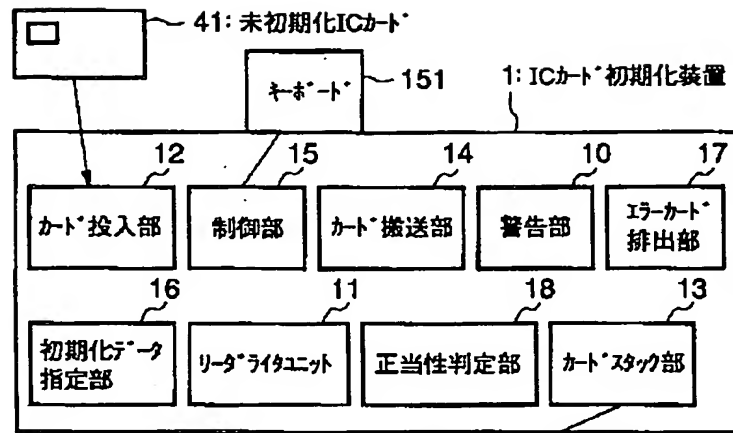 41: 未初期化ICカード
キーボード
151
1: ICカード初期化装置
12
15
14
10
17
カード投入部
制御部
カード搬送部
警告部
エラーカード
排出部
16
11
18
13
初期化データ
指定部
リーダライタユニット
正当性判定部
カードスタック部